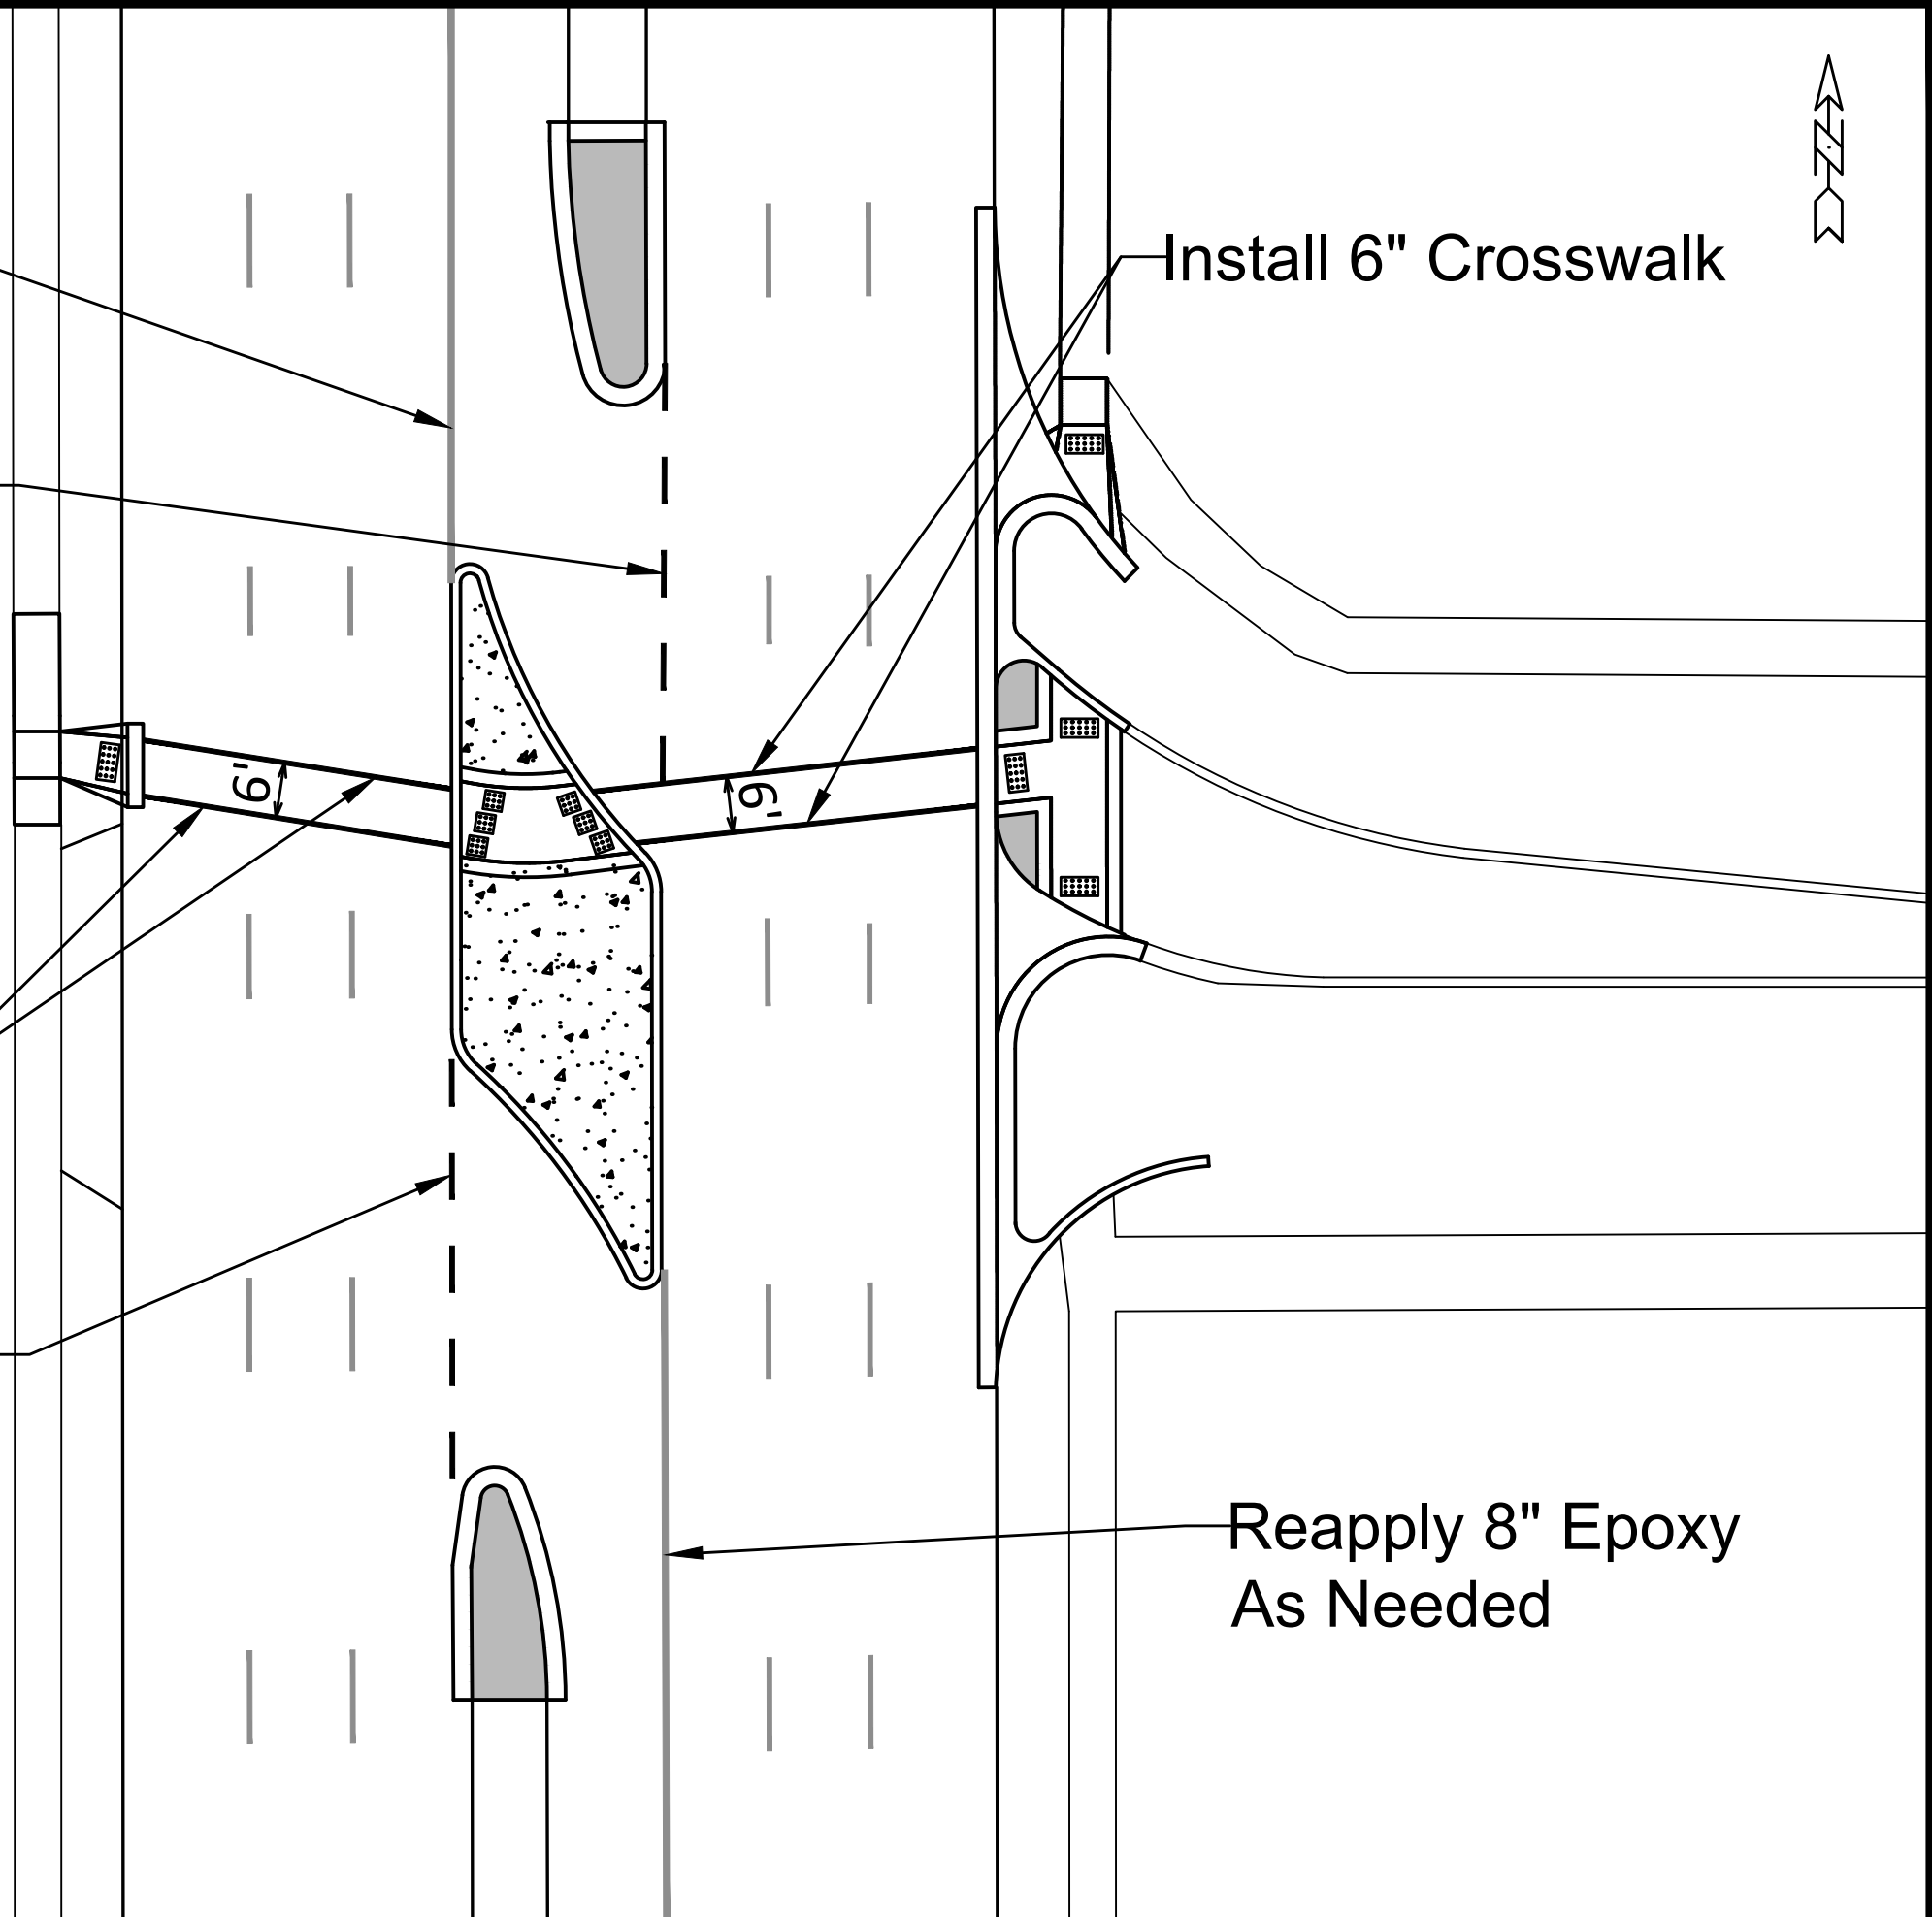 Install 6" Crosswalk
6'
6'
Reapply 8" Epoxy
As Needed
N